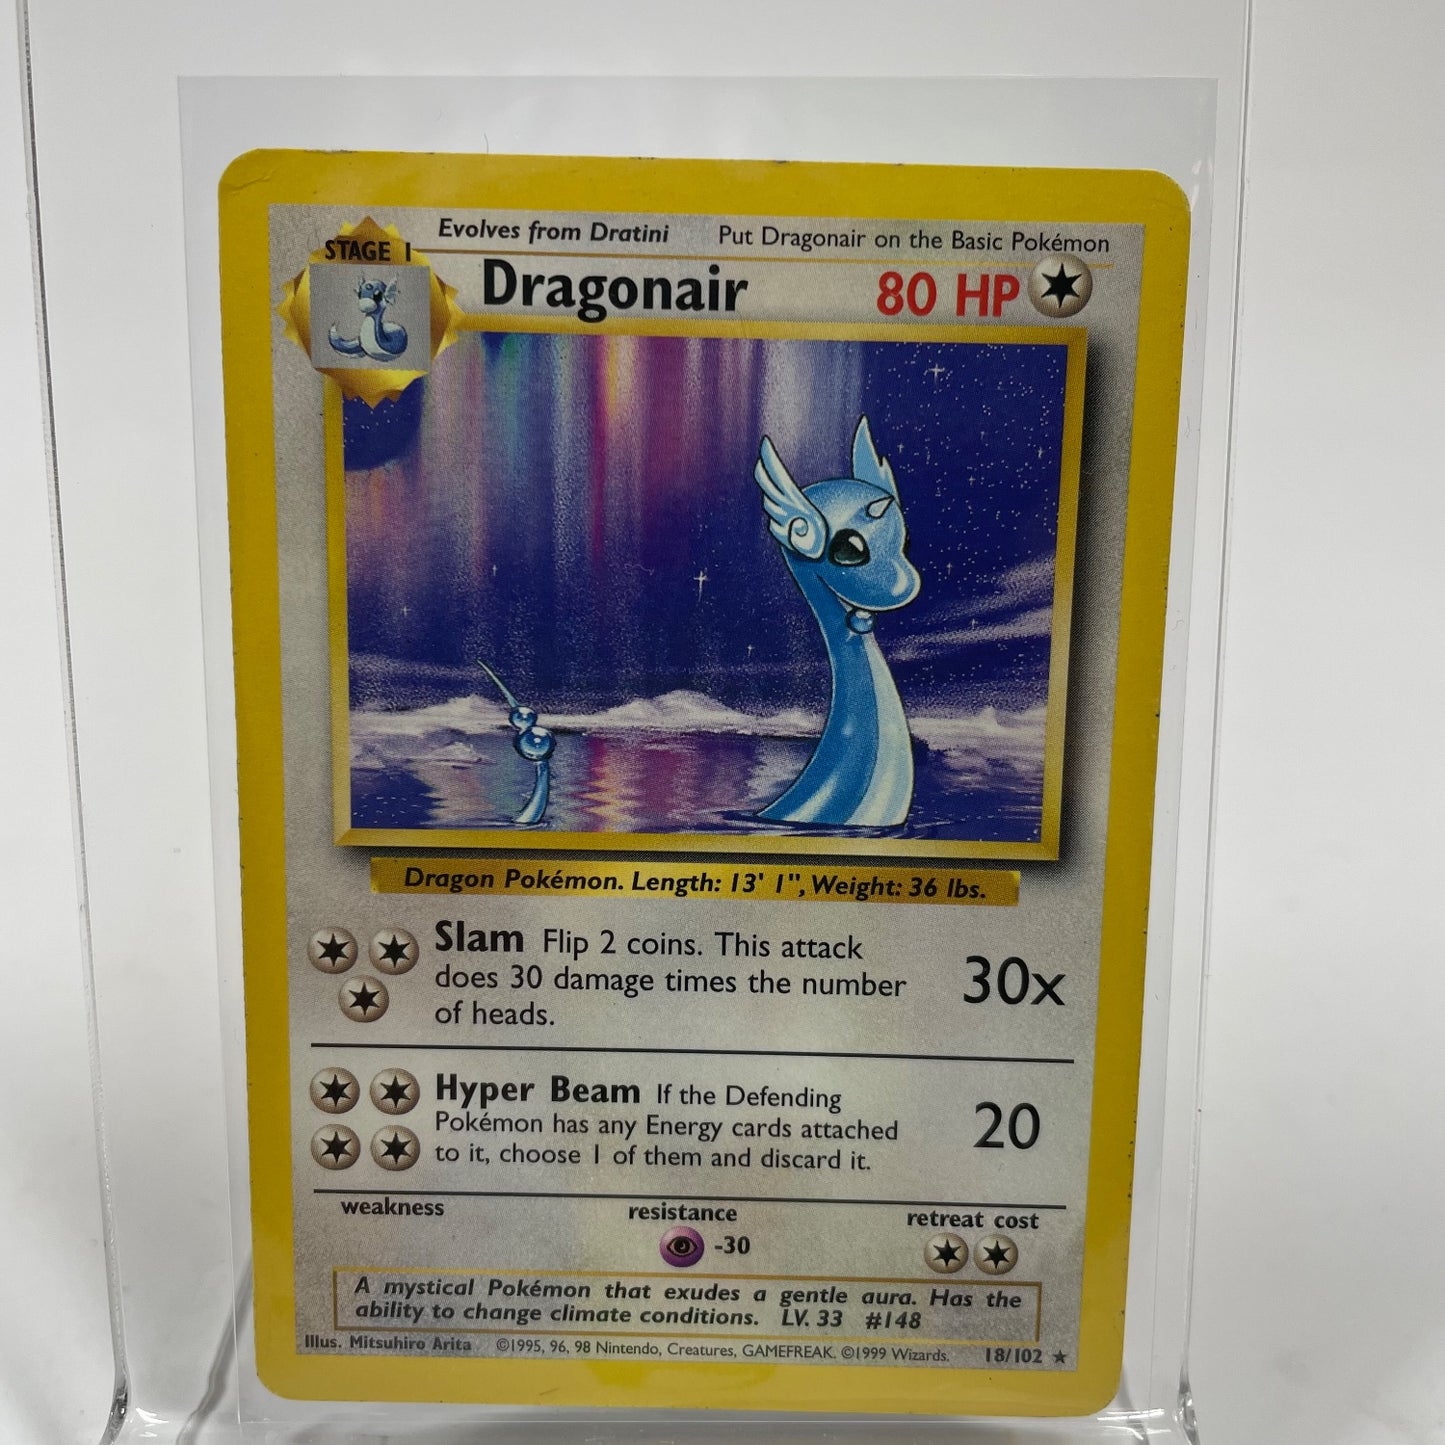 Evolves from Dratini Put Dragonair on the Basic Pokémon
STAGE 1
Dragonair 80 HP
Dragon Pokémon. Length: 13' 1", Weight: 36 lbs.
Slam Flip 2 coins. This attack
does 30 damage times the number
of heads.
30x
Hyper Beam If the Defending
Pokémon has any Energy cards attached
to it, choose 1 of them and discard it.
20
weakness resistance retreat cost
-30
A mystical Pokémon that exudes a gentle aura. Has the
ability to change climate conditions. LV. 33 #148
Illus. Mitsuhiro Arita ©1995, 96, 98 Nintendo, Creatures, GAMEFREAK. ©1999 Wizards. 18/102 ★